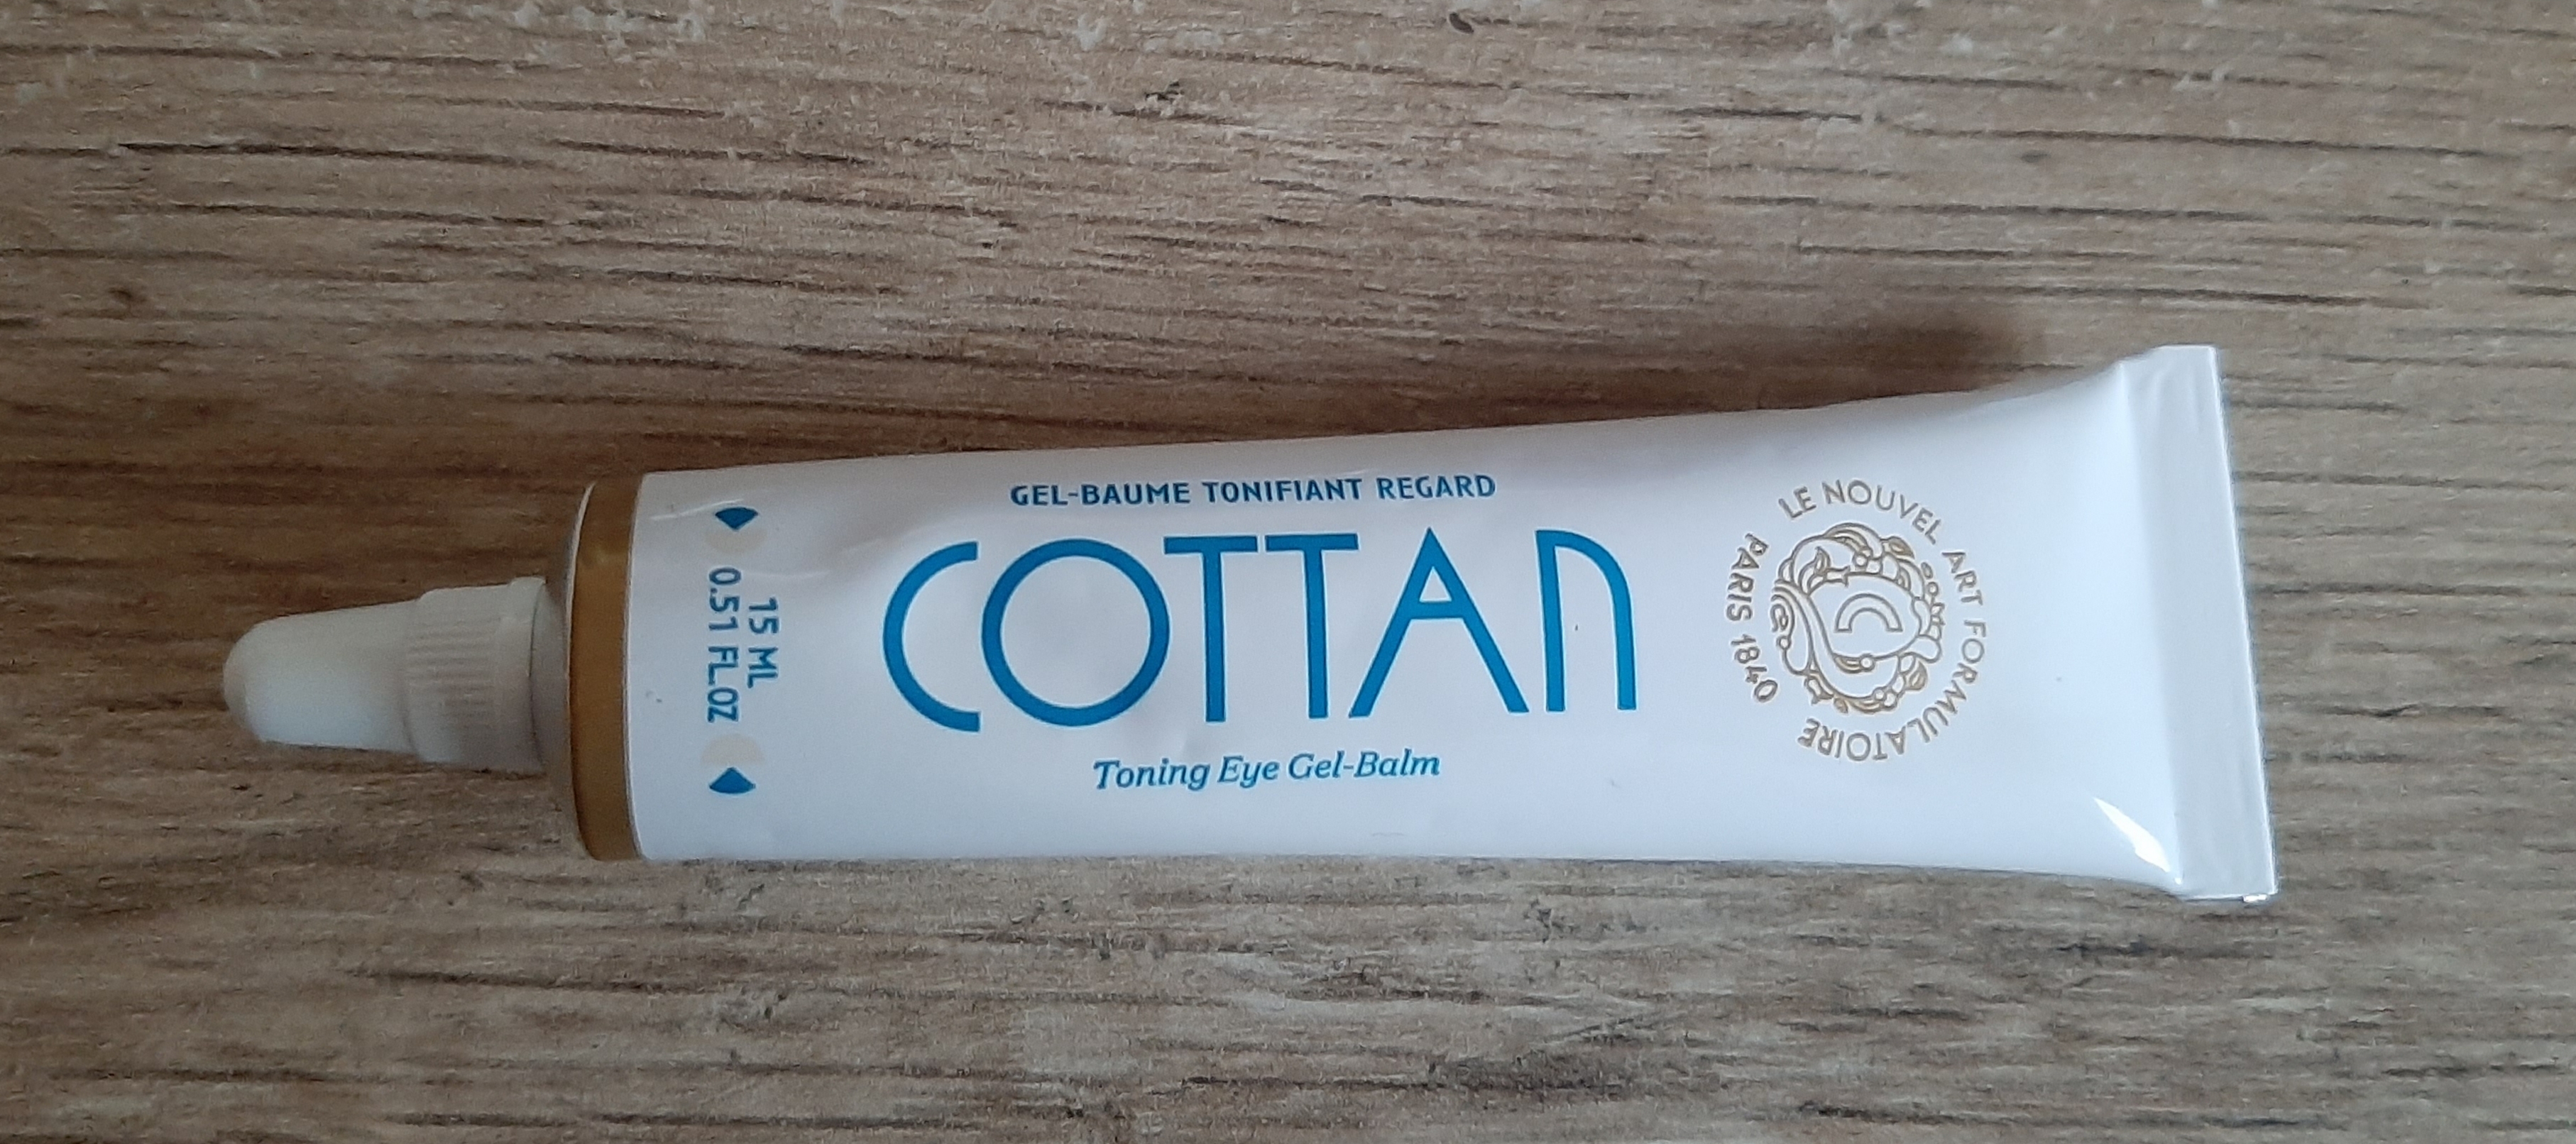 GEL-BAUME TONIFIANT REGARD
COTTAN
Toning Eye Gel-Balm
15 ML
0.51 FL.OZ
LE NOUVEL ART FORMULATOIRE
PARIS 1840